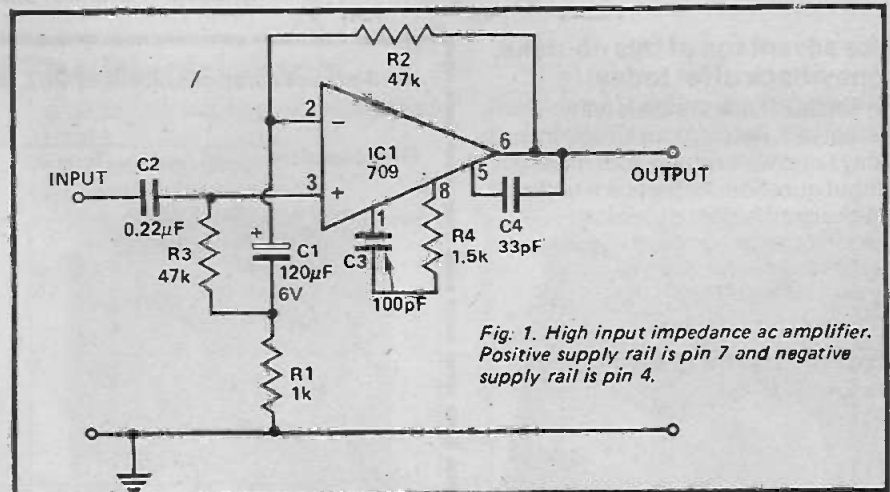 R2
47k
2
−
IC1
709
6
5
3
+
8
1
C2
INPUT
0.22µF
R3
47k
+
C1
120µF
6V
C3
100pF
R4
1.5k
C4
33pF
OUTPUT
R1
1k
Fig: 1. High input impedance ac amplifier.
Positive supply rail is pin 7 and negative
supply rail is pin 4.